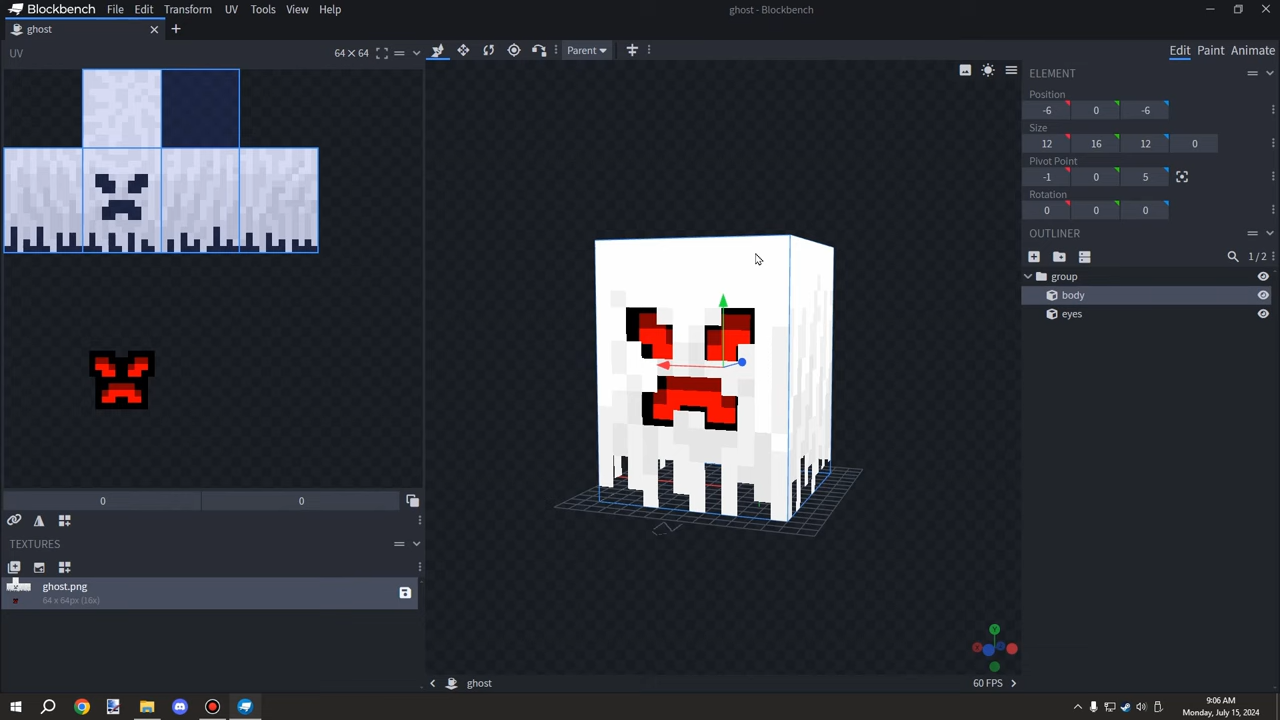 Blockbench File Edit Transform UV Tools View Help
ghost - Blockbench
ghost
UV 64×64
Parent
Edit Paint Animate
ELEMENT
Position
-6 0 -6
Size
12 16 12 0
Pivot Point
-1 0 5
Rotation
0 0 0
OUTLINER
1/2
group
body
eyes
0 0
TEXTURES
ghost.png
64 x 64px (16x)
ghost
60 FPS
9:06 AM
Monday, July 15, 2024